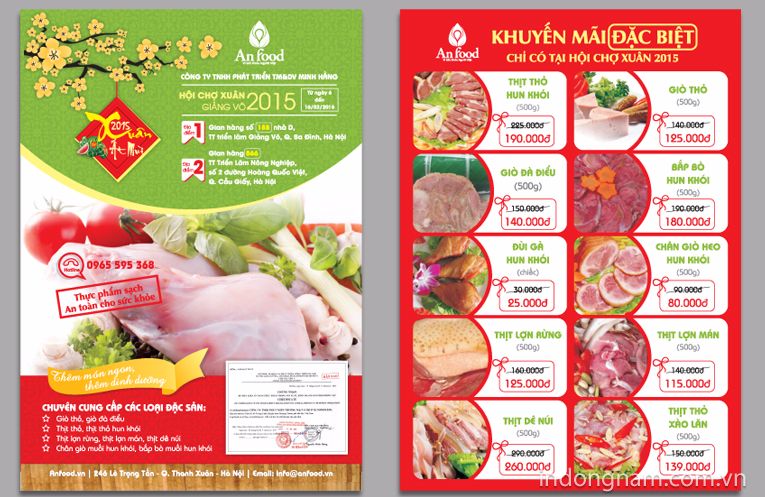 An food
CÔNG TY TNHH PHÁT TRIỂN TM&DV MINH HẰNG
HỘI CHỢ XUÂN
GIẢNG VÕ 2015
Từ ngày 6
đến
2015
Xuân
Ất Mùi
Địa điểm 1
Gian hàng số 188 nhà D,
TT triển lãm Giảng Võ, Q. Ba Đình, Hà Nội
Địa điểm 2
Gian hàng
TT Triển Lãm Nông Nghiệp,
số 2 đường Hoàng Quốc Việt,
Q. Cầu Giấy, Hà Nội
Hotline
0965 595 368
Thực phẩm sạch
An toàn cho sức khỏe
Thêm món ngon,
thêm dinh dưỡng
CHUYÊN CUNG CẤP CÁC LOẠI ĐẶC SẢN:
Giò thỏ, giò đà điểu
Thịt thỏ, thịt thỏ hun khói
Thịt lợn rừng, thịt lợn mán, thịt dê núi
Chân giò muối hun khói, bắp bò muối hun khói
Anfood.vn | 246 Lê Trọng Tấn - Q. Thanh Xuân - Hà Nội | Email: info@anfood.vn
An food
KHUYẾN MÃI ĐẶC BIỆT
CHỈ CÓ TẠI HỘI CHỢ XUÂN 2015
THỊT THỎ
HUN KHÓI
(500g)
225.000đ
190.000đ
GIÒ THỎ
(500g)
140.000đ
125.000đ
GIÒ ĐÀ ĐIỂU
(500g)
150.000đ
140.000đ
BẮP BÒ
HUN KHÓI
(500g)
190.000đ
180.000đ
ĐÙI GÀ
HUN KHÓI
(chiếc)
30.000đ
25.000đ
CHÂN GIÒ HEO
HUN KHÓI
(500g)
90.000đ
80.000đ
THỊT LỢN RỪNG
(500g)
160.000đ
125.000đ
THỊT LỢN MÁN
(500g)
140.000đ
115.000đ
THỊT DÊ NÚI
(500g)
290.000đ
260.000đ
THỊT THỎ
XÀO LĂN
(500g)
150.000đ
139.000đ
indongnam.com.vn